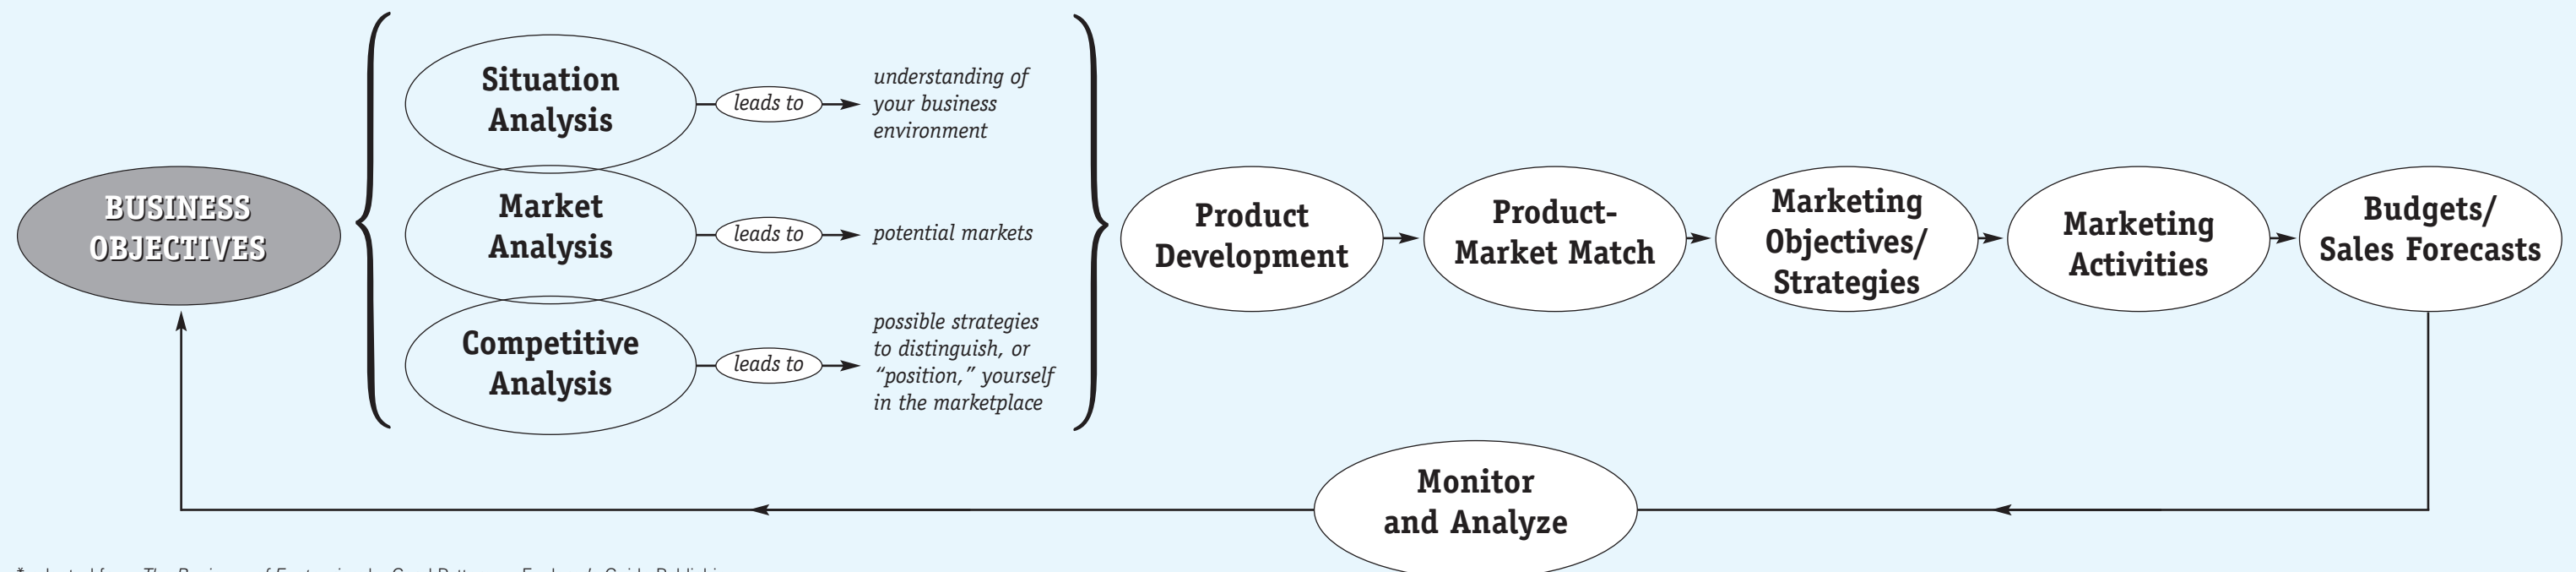 BUSINESS
OBJECTIVES
Situation
Analysis
leads to
understanding of
your business
environment
Market
Analysis
leads to
potential markets
Competitive
Analysis
leads to
possible strategies
to distinguish, or
“position,” yourself
in the marketplace
Product
Development
Product-
Market Match
Marketing
Objectives/
Strategies
Marketing
Activities
Budgets/
Sales Forecasts
Monitor
and Analyze